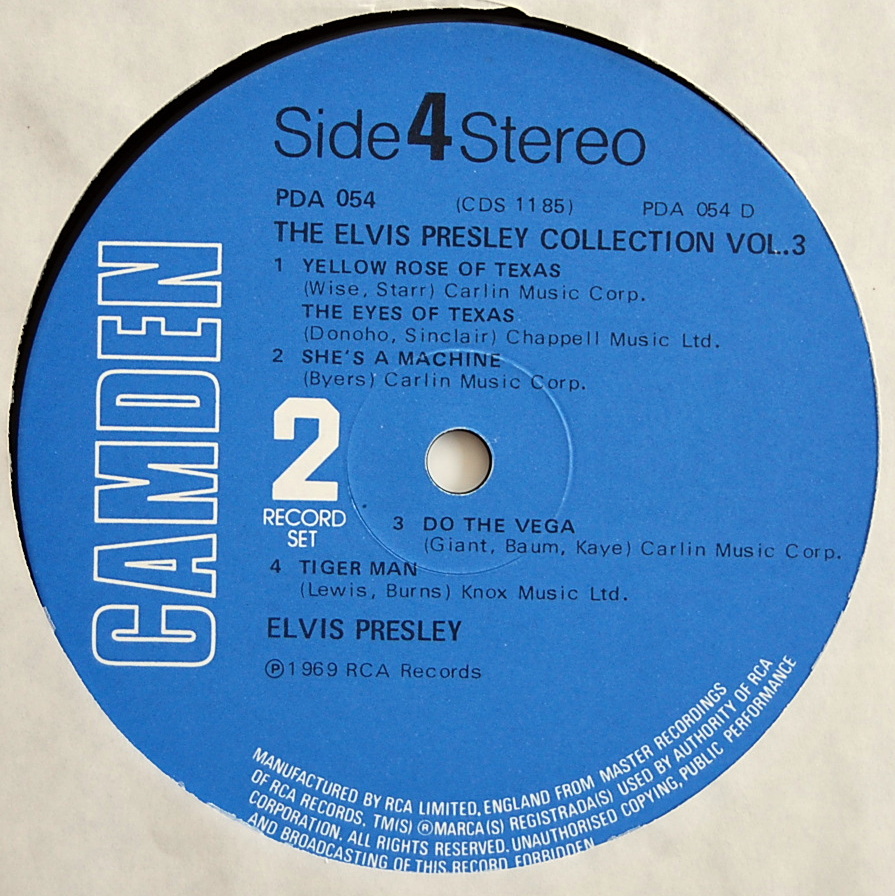 Side 4 Stereo
PDA 054 (CDS 1185) PDA 054 D
THE ELVIS PRESLEY COLLECTION VOL.3
1 YELLOW ROSE OF TEXAS
(Wise, Starr) Carlin Music Corp.
THE EYES OF TEXAS
(Donoho, Sinclair) Chappell Music Ltd.
2 SHE'S A MACHINE
(Byers) Carlin Music Corp.
CAMDEN
2
RECORD
SET
3 DO THE VEGA
(Giant, Baum, Kaye) Carlin Music Corp.
4 TIGER MAN
(Lewis, Burns) Knox Music Ltd.
ELVIS PRESLEY
℗1969 RCA Records
MANUFACTURED BY RCA LIMITED, ENGLAND FROM MASTER RECORDINGS
OF RCA RECORDS, TM(S) ® MARCA(S) REGISTRADA(S) USED BY AUTHORITY OF RCA
CORPORATION. ALL RIGHTS RESERVED. UNAUTHORISED COPYING, PUBLIC PERFORMANCE
AND BROADCASTING OF THIS RECORD FORBIDDEN